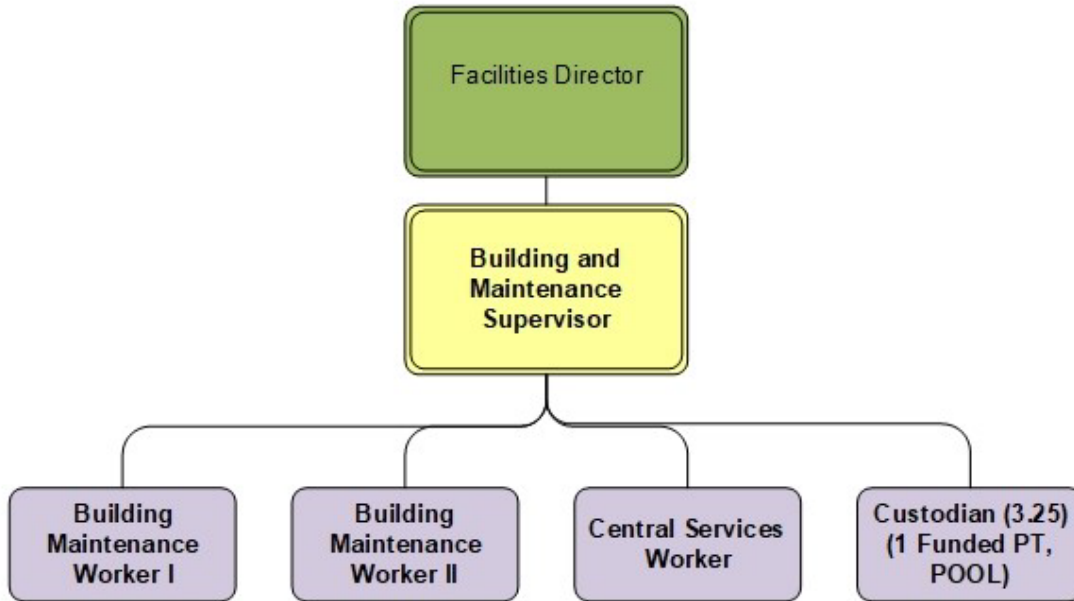 Facilities Director
Building and
Maintenance
Supervisor
Building
Maintenance
Worker I
Building
Maintenance
Worker II
Central Services
Worker
Custodian (3.25)
(1 Funded PT,
POOL)